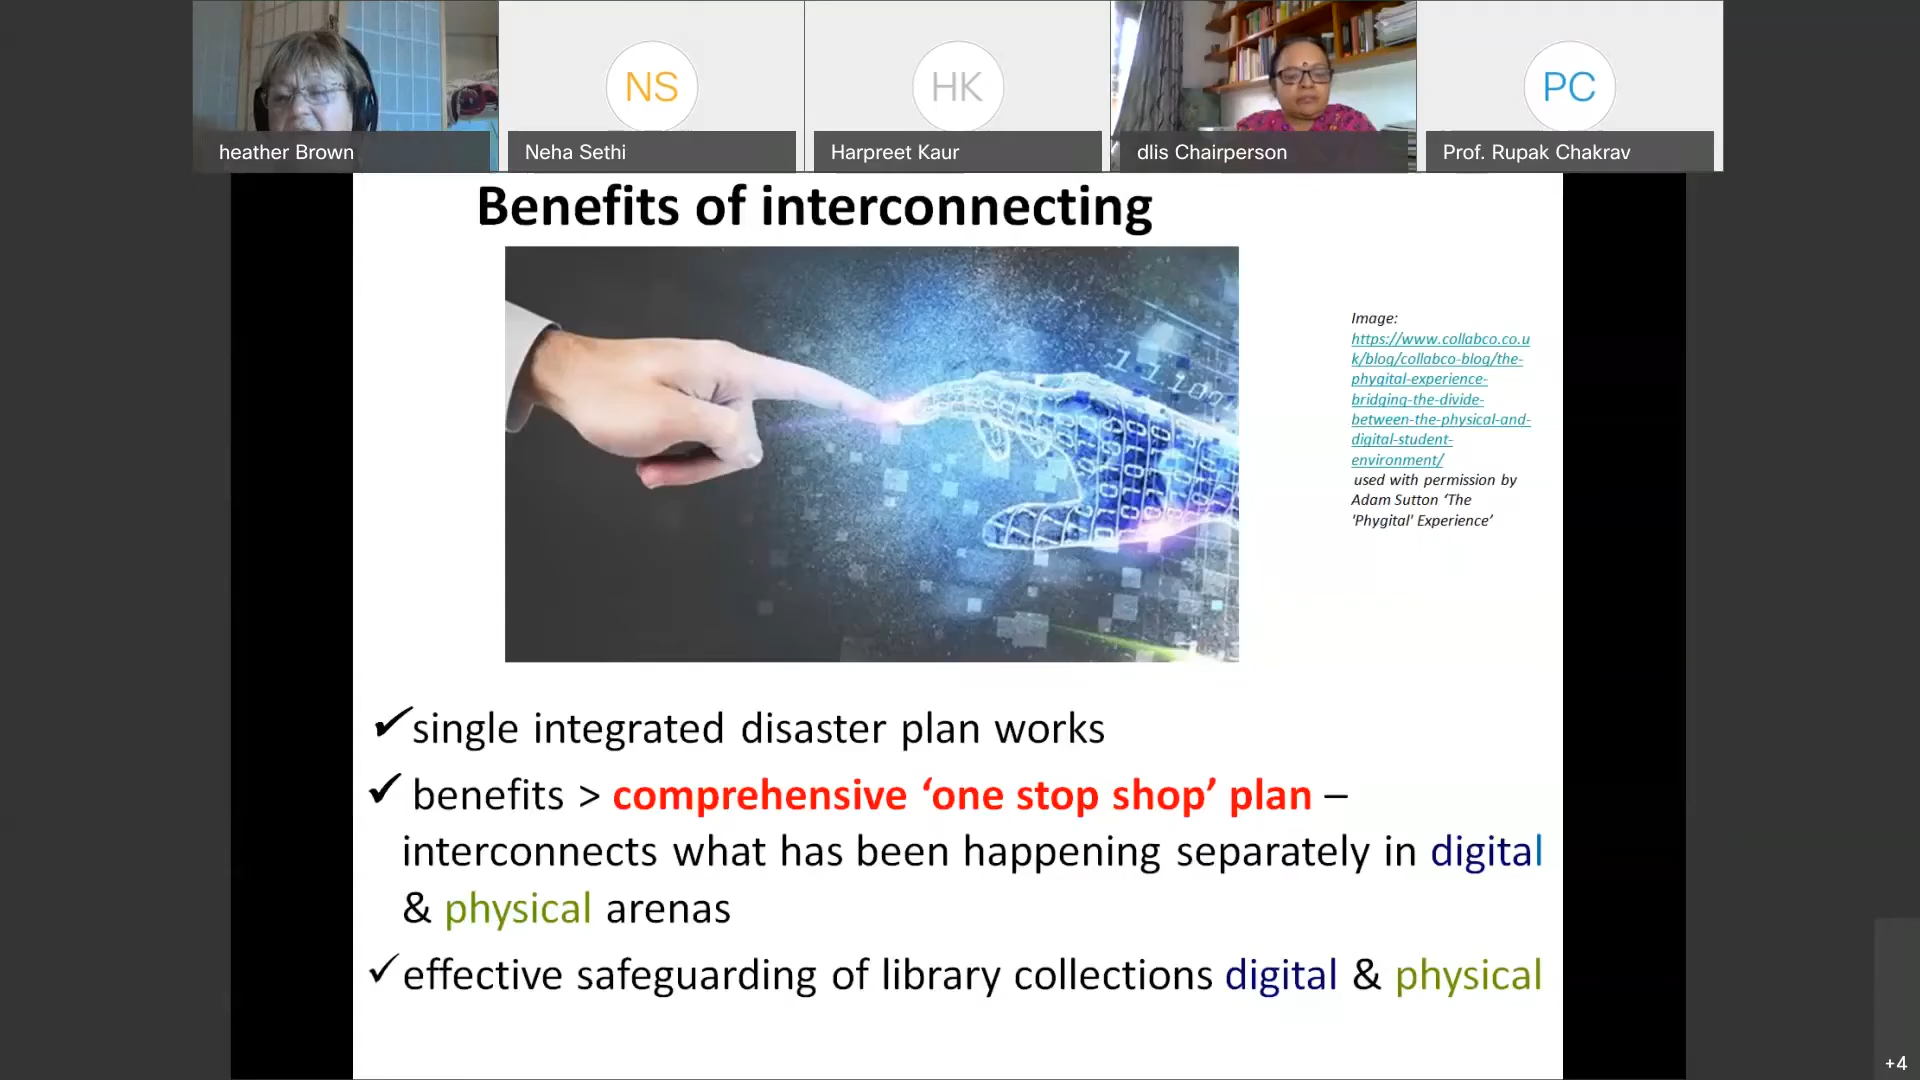 NS
HK
PC
heather Brown
Neha Sethi
Harpreet Kaur
dlis Chairperson
Prof. Rupak Chakrav
Benefits of interconnecting
Image:
https://www.collabco.co.u
k/blog/collabco-blog/the-
phygital-experience-
bridging-the-divide-
between-the-physical-and-
digital-student-
environment/
used with permission by
Adam Sutton ‘The
'Phygital' Experience’
✓single integrated disaster plan works
✓ benefits > comprehensive ‘one stop shop’ plan –
interconnects what has been happening separately in digital
& physical arenas
✓effective safeguarding of library collections digital & physical
+4